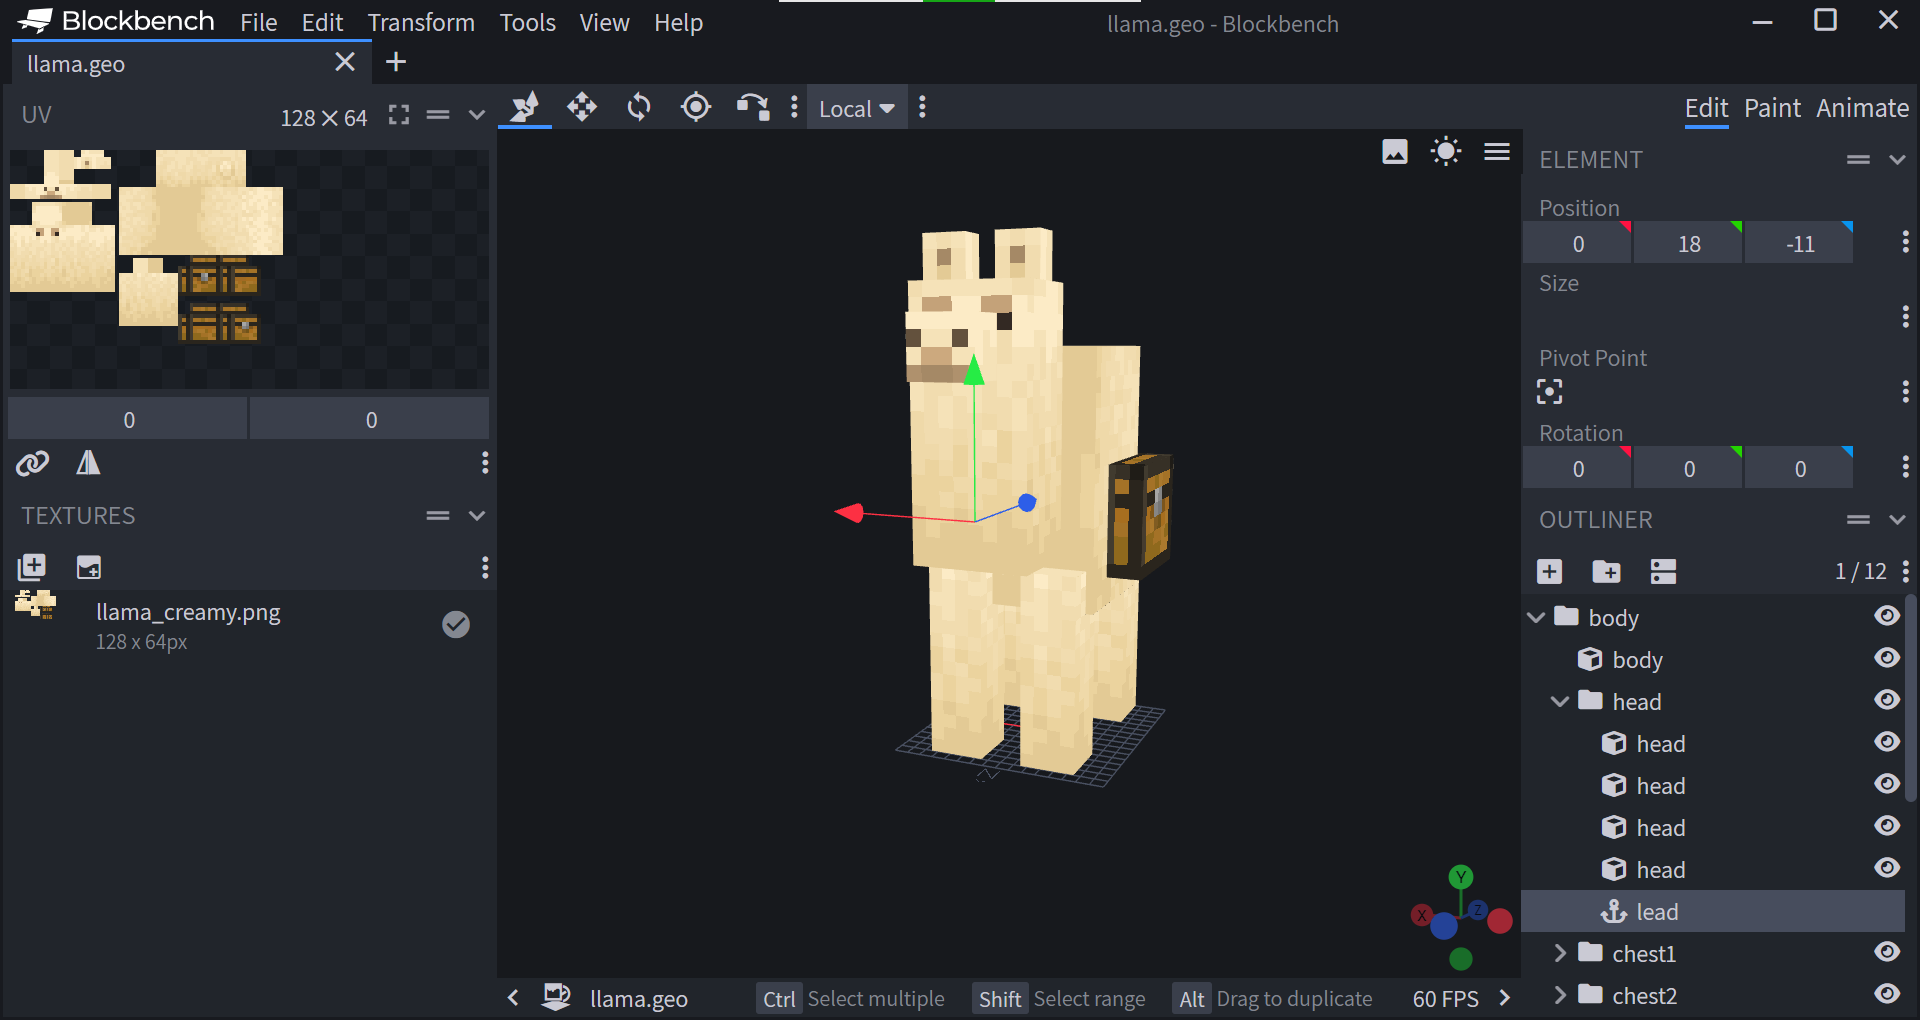 Blockbench File Edit Transform Tools View Help
llama.geo - Blockbench
llama.geo
UV 128 × 64
Local
Edit Paint Animate
0 0
TEXTURES
llama_creamy.png
128 x 64px
ELEMENT
Position
0 18 -11
Size
Pivot Point
Rotation
0 0 0
OUTLINER
1 / 12
body
body
head
head
head
head
head
lead
chest1
chest2
Y
X
Z
llama.geo
Ctrl Select multiple Shift Select range Alt Drag to duplicate 60 FPS